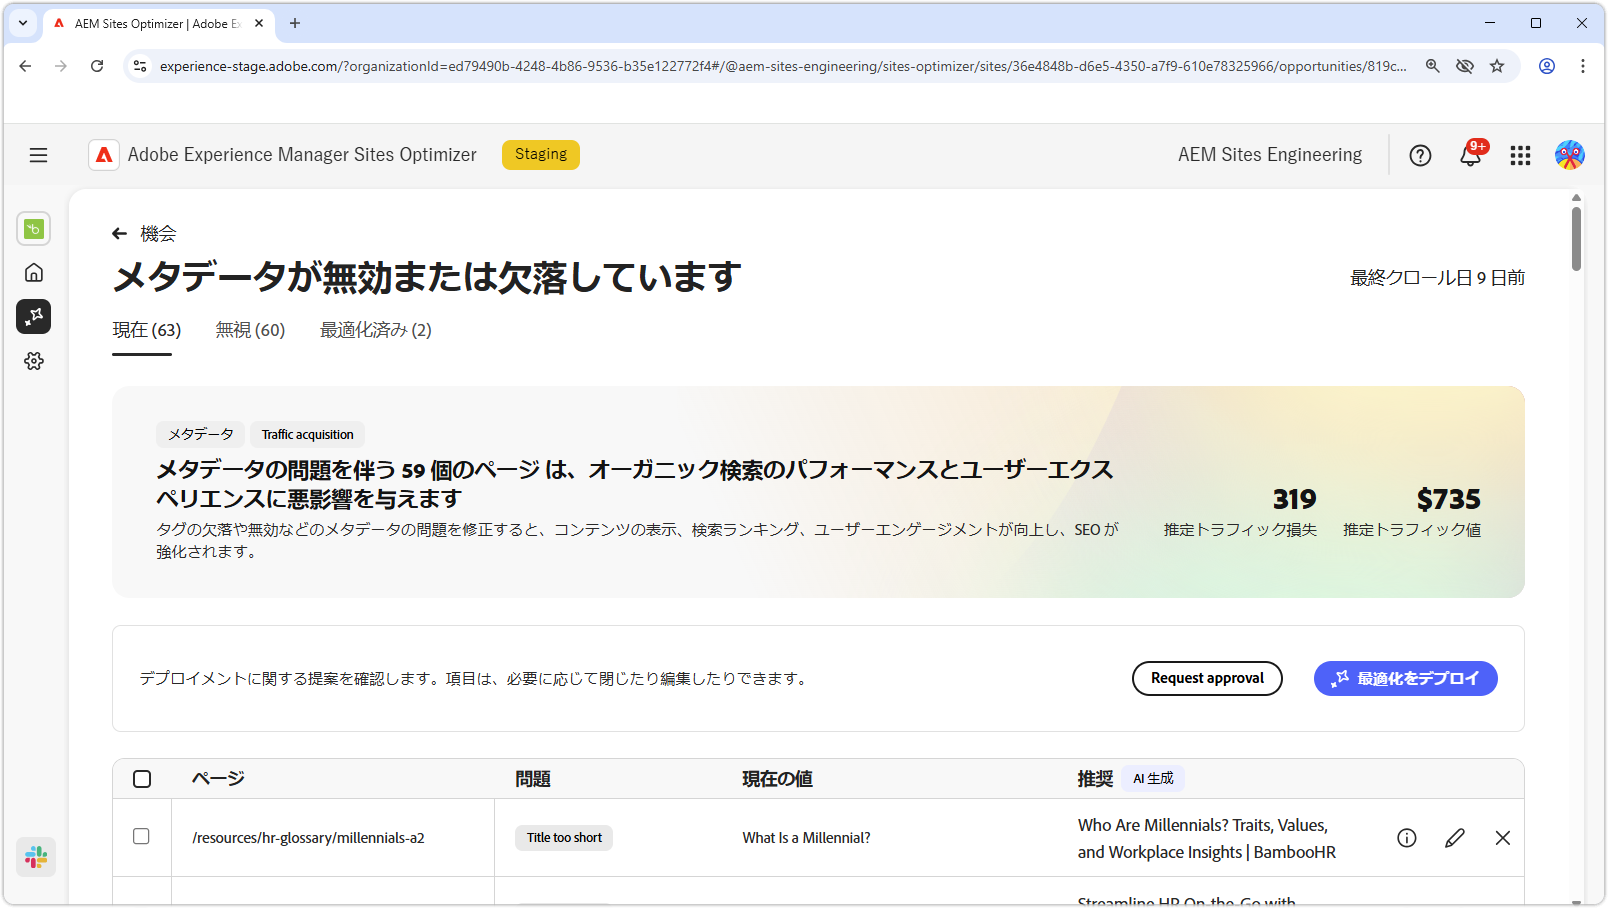 AEM Sites Optimizer | Adobe Ex
experience-stage.adobe.com/?organizationId=ed79490b-4248-4b86-9536-b35e122772f4#/@aem-sites-engineering/sites-optimizer/sites/36e4848b-d6e5-4350-a7f9-610e78325966/opportunities/819c...
Adobe Experience Manager Sites Optimizer
Staging
AEM Sites Engineering
9+
機会
メタデータが無効または欠落しています
最終クロール日 9 日前
現在 (63)
無視 (60)
最適化済み (2)
メタデータ
Traffic acquisition
メタデータの問題を伴う 59 個のページ は、オーガニック検索のパフォーマンスとユーザーエクス
ペリエンスに悪影響を与えます
タグの欠落や無効などのメタデータの問題を修正すると、コンテンツの表示、検索ランキング、ユーザーエンゲージメントが向上し、SEO が
強化されます。
319
推定トラフィック損失
$735
推定トラフィック値
デプロイメントに関する提案を確認します。項目は、必要に応じて閉じたり編集したりできます。
Request approval
最適化をデプロイ
ページ
問題
現在の値
推奨
AI 生成
/resources/hr-glossary/millennials-a2
Title too short
What Is a Millennial?
Who Are Millennials? Traits, Values,
and Workplace Insights | BambooHR
Streamline HR On-the-Go with